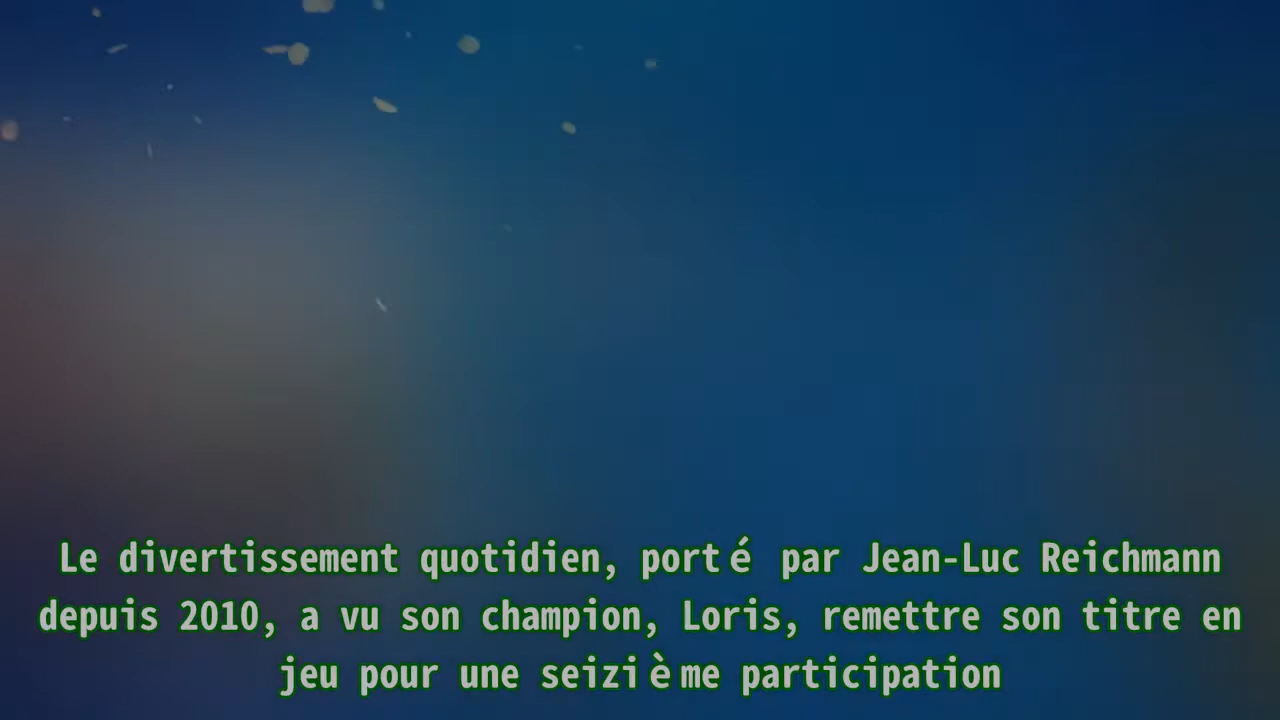 Le divertissement quotidien, porté par Jean-Luc Reichmann
depuis 2010, a vu son champion, Loris, remettre son titre en
jeu pour une seizième participation